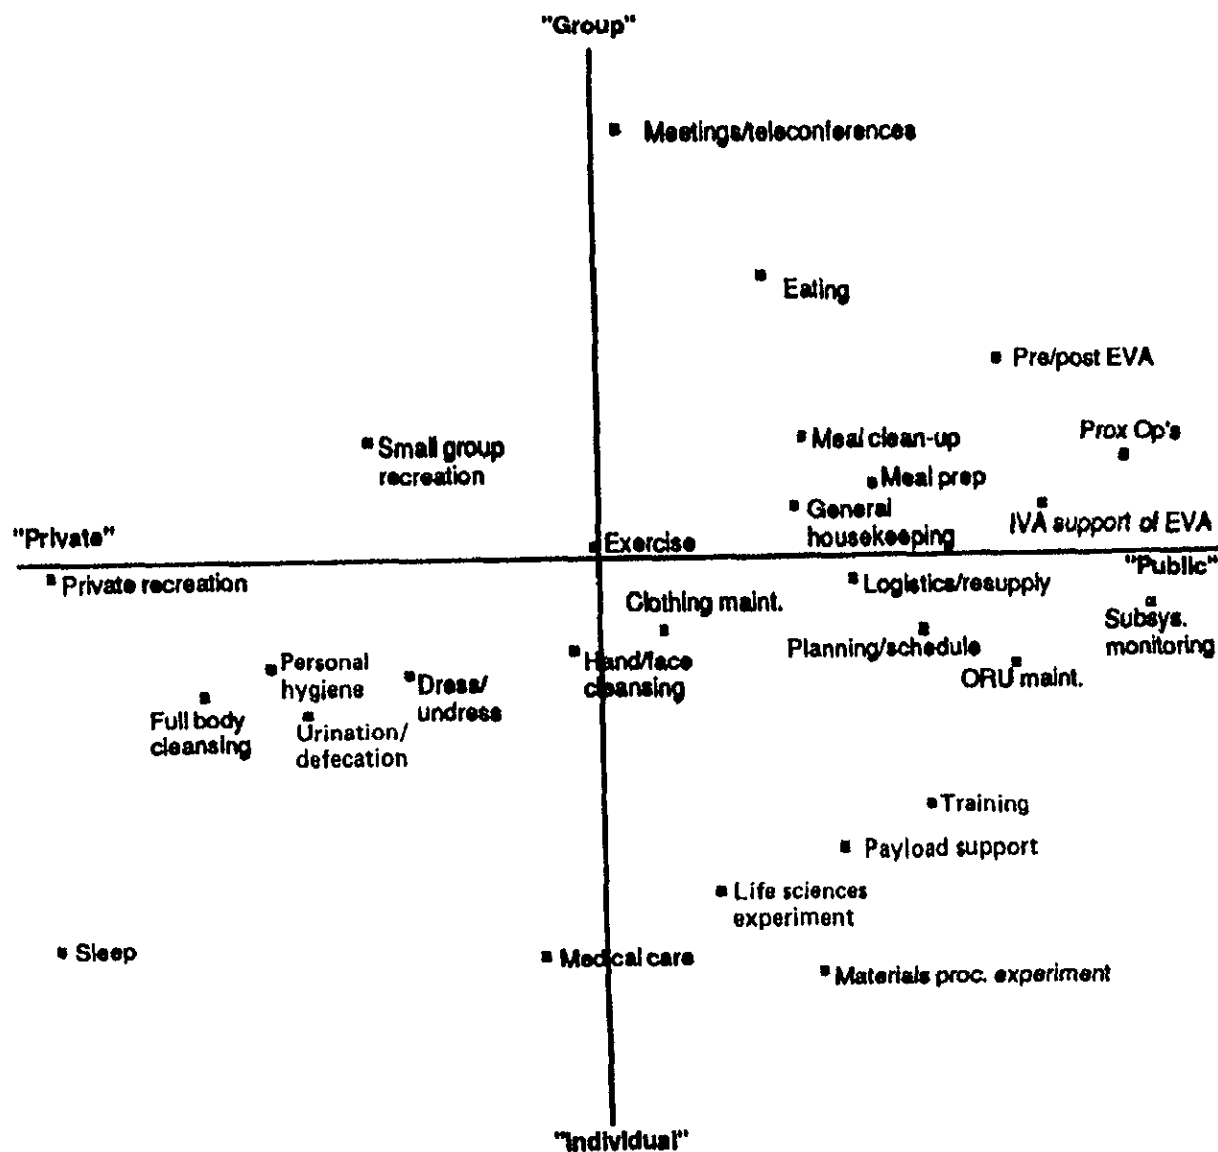 "Group"
Meetings/teleconferences
Eating
Pre/post EVA
Small group
recreation
Meal clean-up
Prox Op's
Meal prep
General
housekeeping
IVA support of EVA
"Private"
Exercise
"Public"
Private recreation
Logistics/resupply
Clothing maint.
Subsys.
monitoring
Planning/schedule
Hand/face
cleansing
ORU maint.
Personal
hygiene
Dress/
undress
Full body
cleansing
Urination/
defecation
Training
Payload support
Life sciences
experiment
Sleep
Medical care
Materials proc. experiment
"Individual"